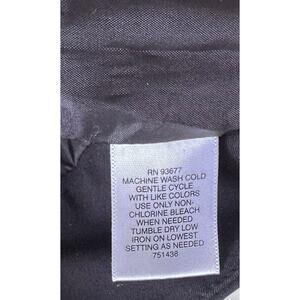 RN 93677
MACHINE WASH COLD
GENTLE CYCLE
WITH LIKE COLORS
USE ONLY NON-
CHLORINE BLEACH
WHEN NEEDED
TUMBLE DRY LOW
IRON ON LOWEST
SETTING AS NEEDED
751438